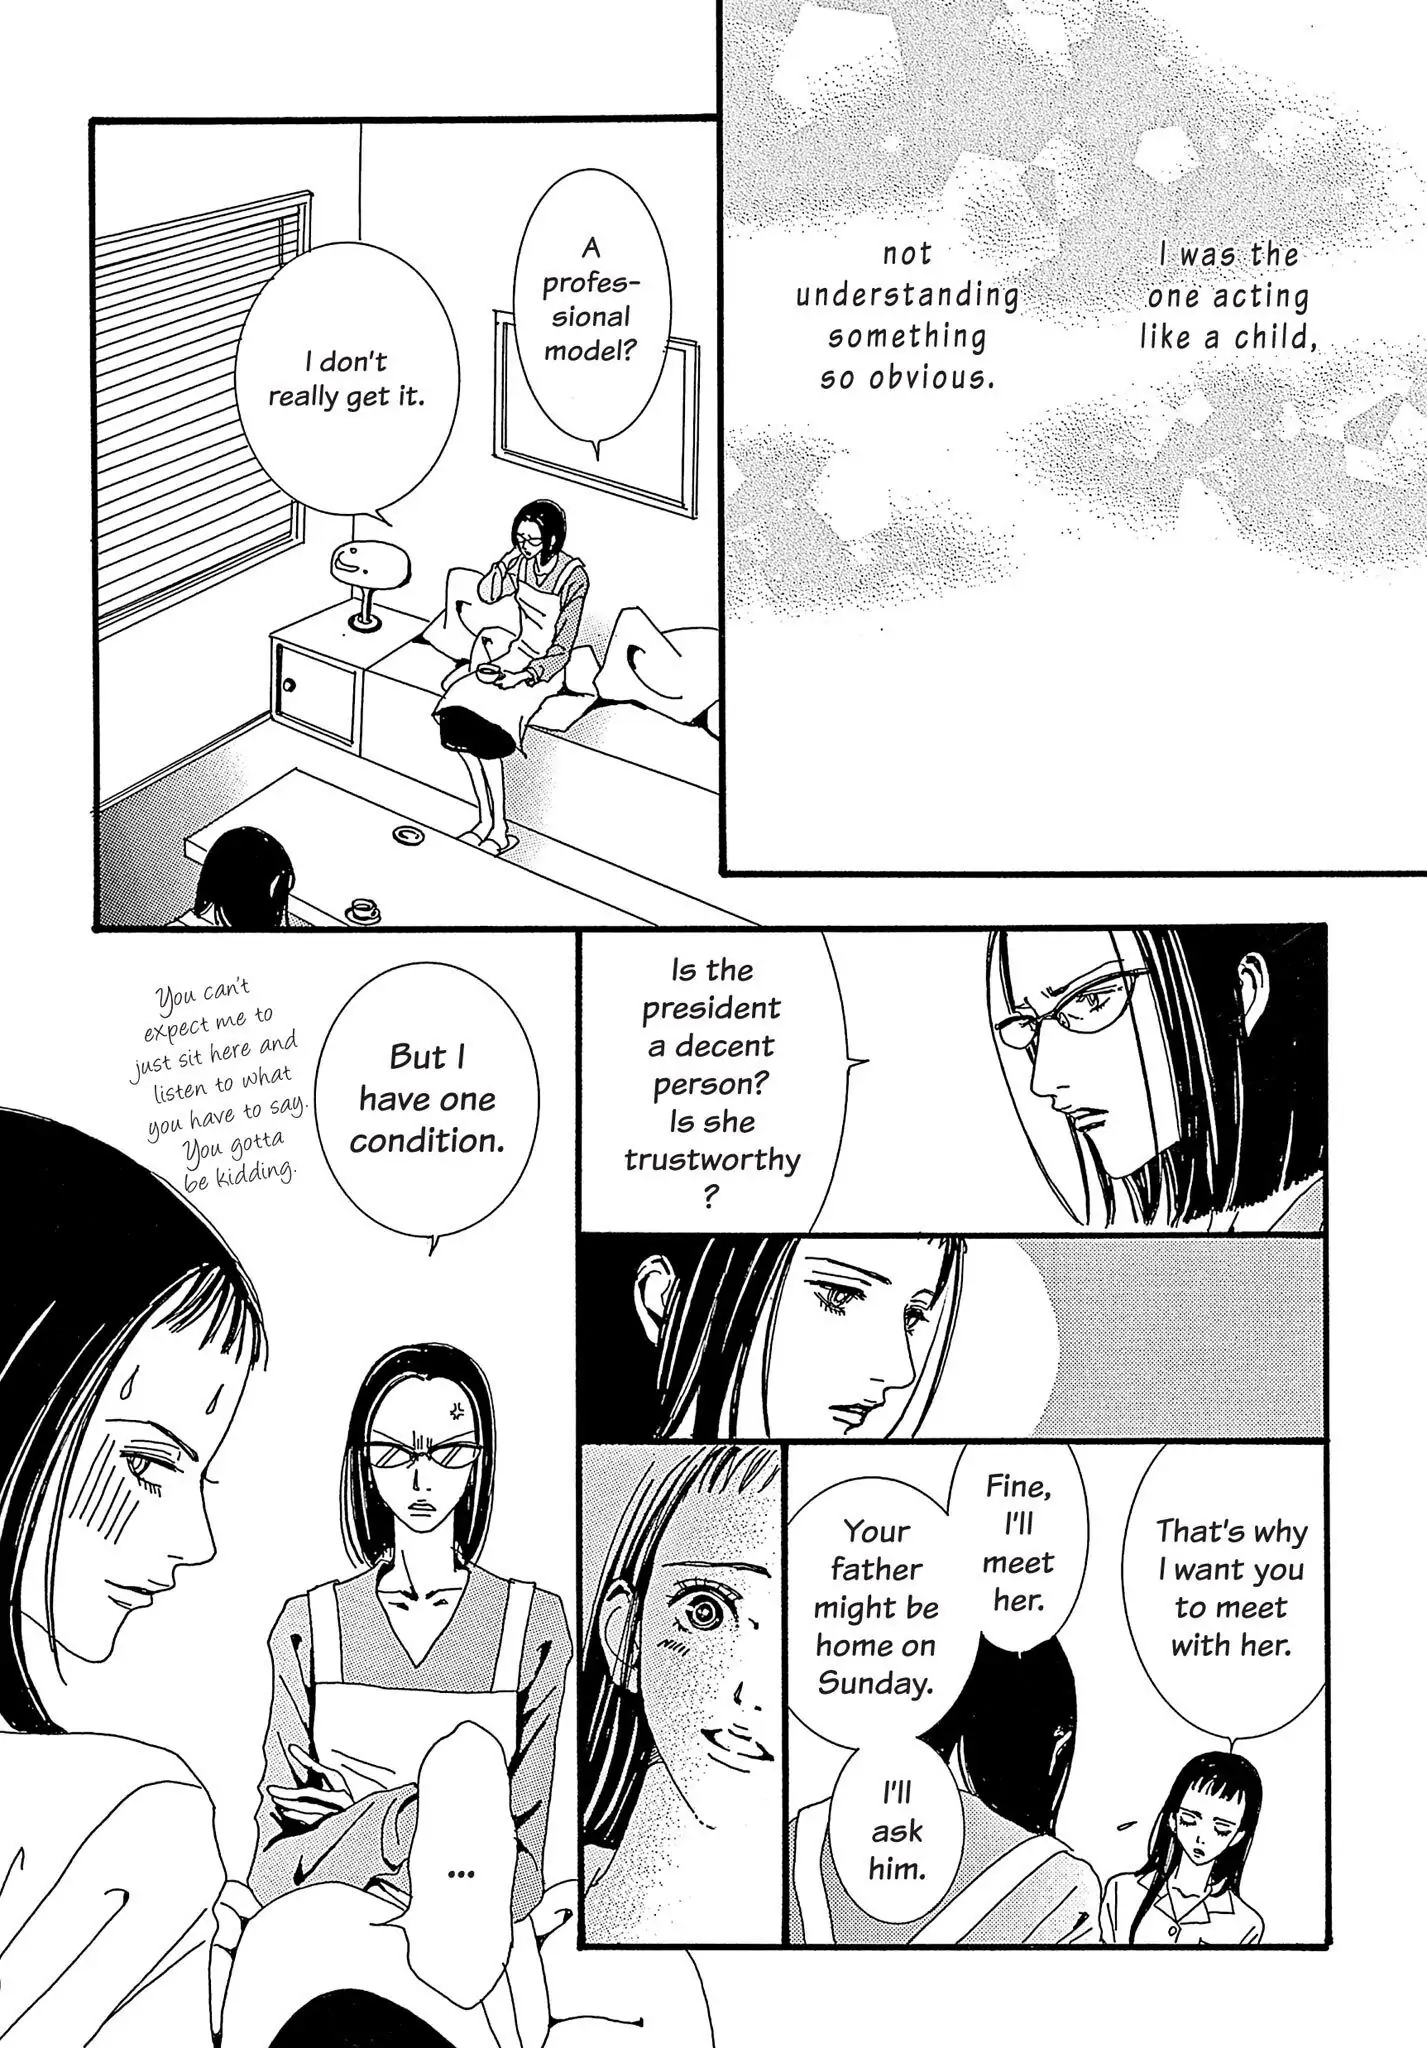 I was the
one acting
like a child,
not
understanding
something
so obvious.
A
profes-
sional
model?
I don't
really get it.
Is the
president
a decent
person?
Is she
trustworthy
?
That's why
I want you
to meet
with her.
Fine,
I'll
meet
her.
Your
father
might be
home on
Sunday.
I'll
ask
him.
But I
have one
condition.
You can't
expect me to
just sit here and
listen to what
you have to say.
You gotta
be kidding.
...